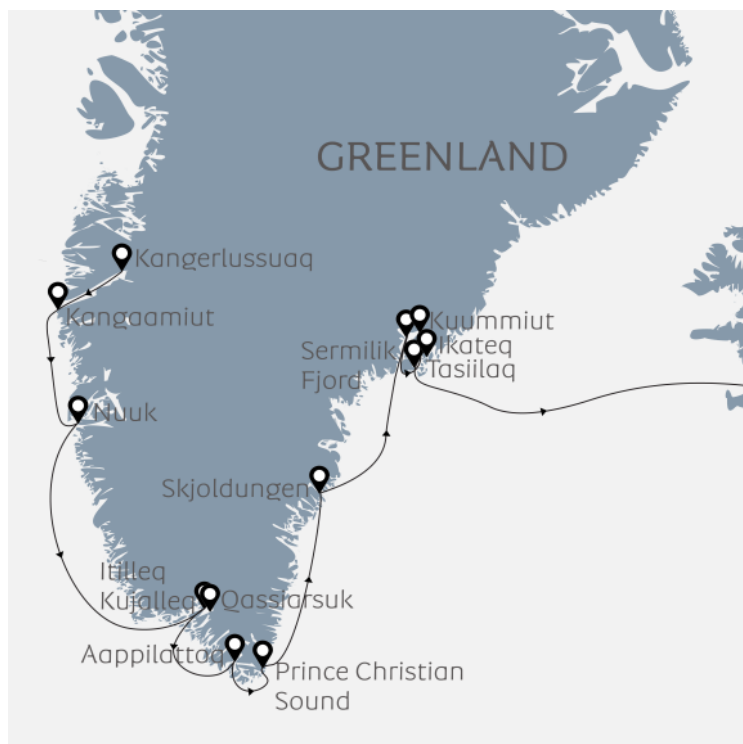 GREENLAND
Kangerlussuaq
Kangaamiut
Kuummiut
Ikateq
Sermilik
Fjord
Tasiilaq
Nuuk
Skjoldungen
Itilleq
Kujalleq
Qassiarsuk
Aappilattoq
Prince Christian
Sound